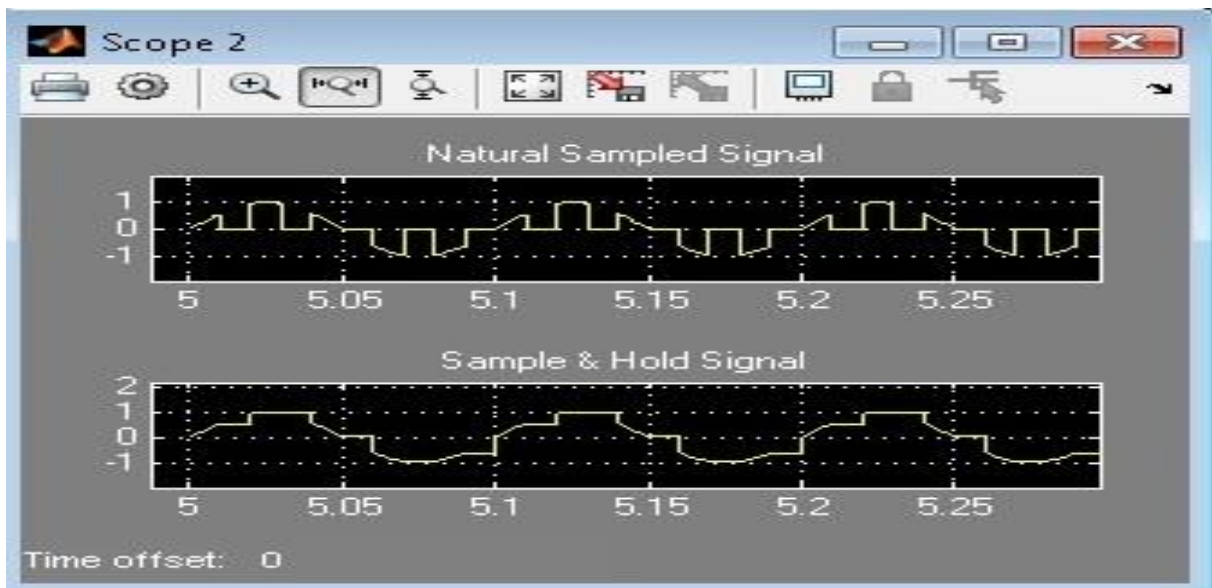 Scope 2
Natural Sampled Signal
1
0
-1
5 5.05 5.1 5.15 5.2 5.25
Sample & Hold Signal
2
1
0
-1
5 5.05 5.1 5.15 5.2 5.25
Time offset: 0